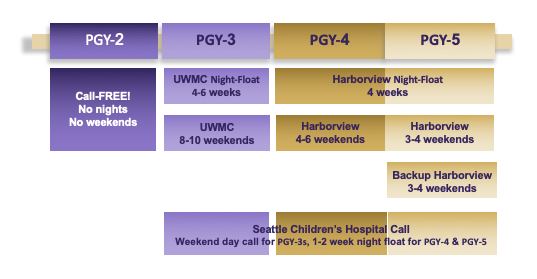 PGY-2
PGY-3
PGY-4
PGY-5
Call-FREE!
No nights
No weekends
UWMC Night-Float
4-6 weeks
Harborview Night-Float
4 weeks
UWMC
8-10 weekends
Harborview
4-6 weekends
Harborview
3-4 weekends
Backup Harborview
3-4 weekends
Seattle Children's Hospital Call
Weekend day call for PGY-3s, 1-2 week night float for PGY-4 & PGY-5